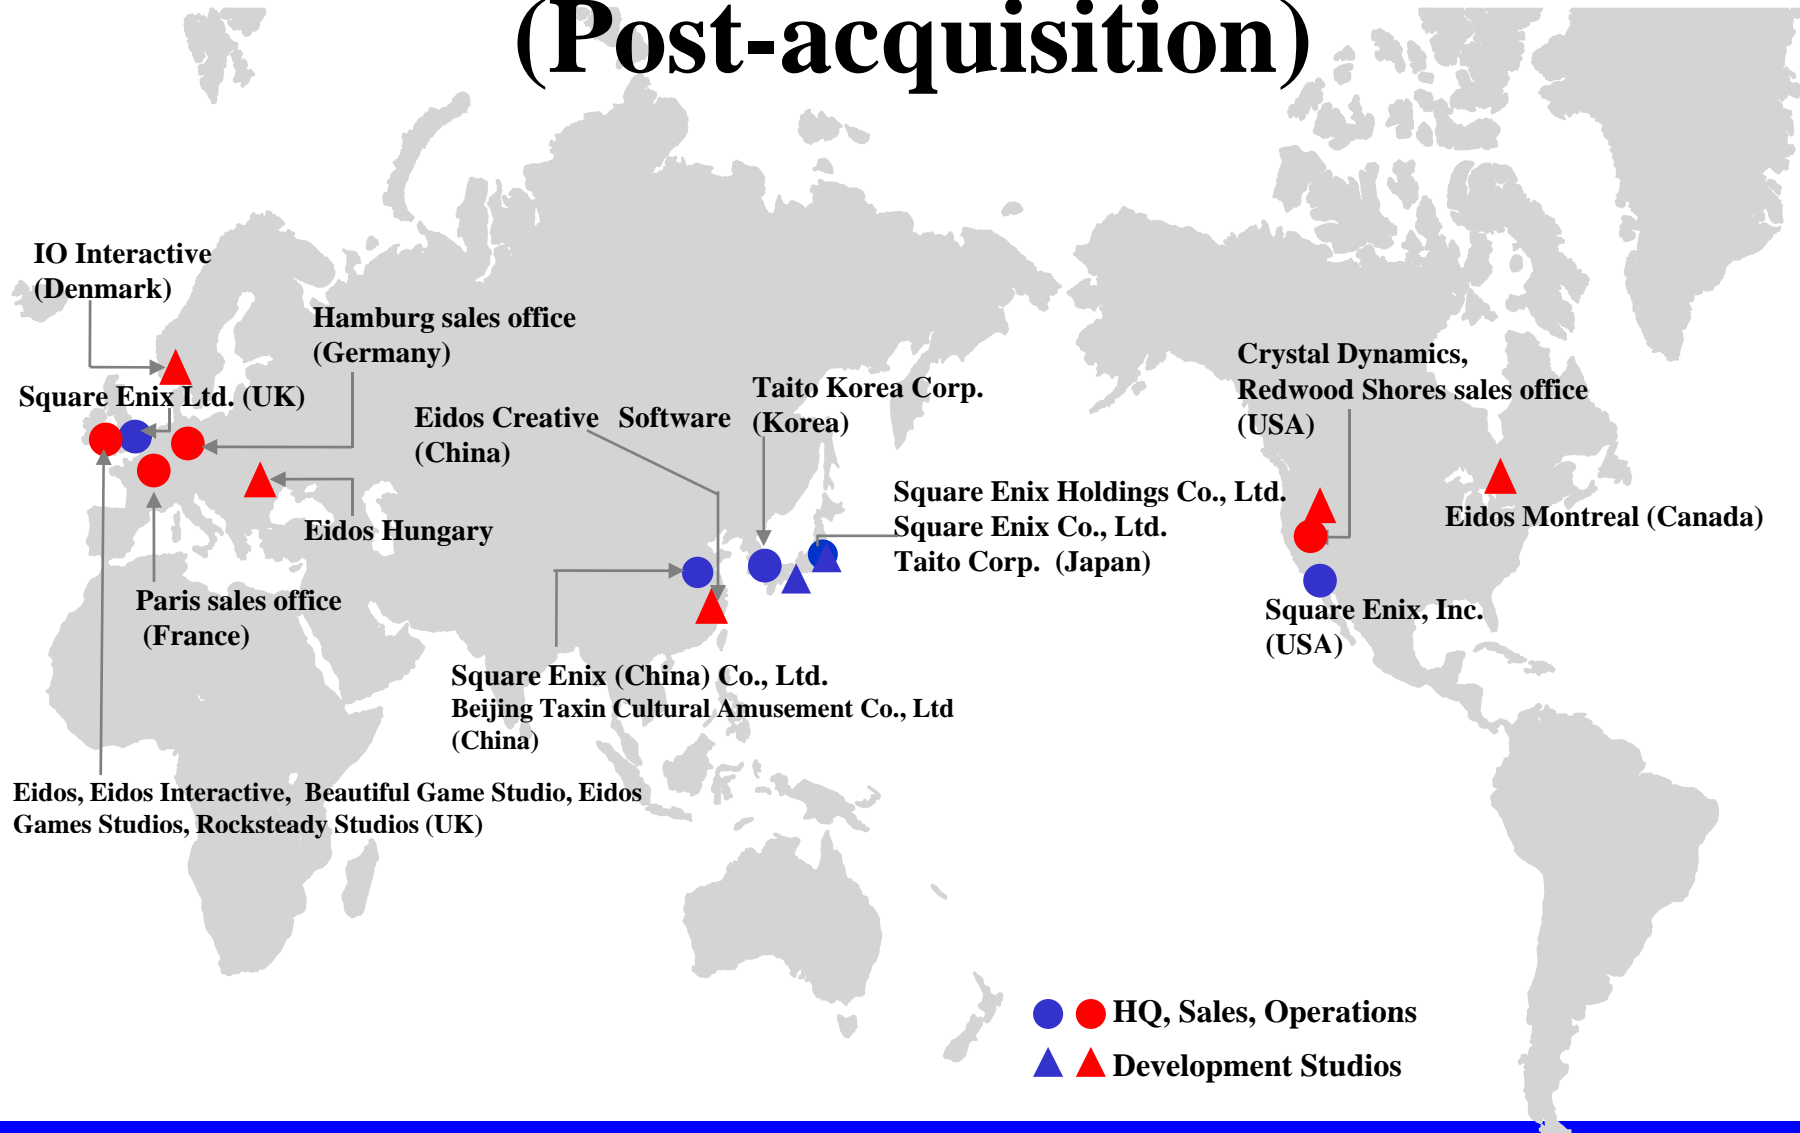 (Post-acquisition)
IO Interactive
(Denmark)
Hamburg sales office
(Germany)
Square Enix Ltd. (UK)
Eidos Creative Software
(China)
Taito Korea Corp.
(Korea)
Crystal Dynamics,
Redwood Shores sales office
(USA)
Square Enix Holdings Co., Ltd.
Square Enix Co., Ltd.
Taito Corp. (Japan)
Eidos Montreal (Canada)
Eidos Hungary
Paris sales office
(France)
Square Enix, Inc.
(USA)
Square Enix (China) Co., Ltd.
Beijing Taxin Cultural Amusement Co., Ltd
(China)
Eidos, Eidos Interactive, Beautiful Game Studio, Eidos
Games Studios, Rocksteady Studios (UK)
HQ, Sales, Operations
Development Studios